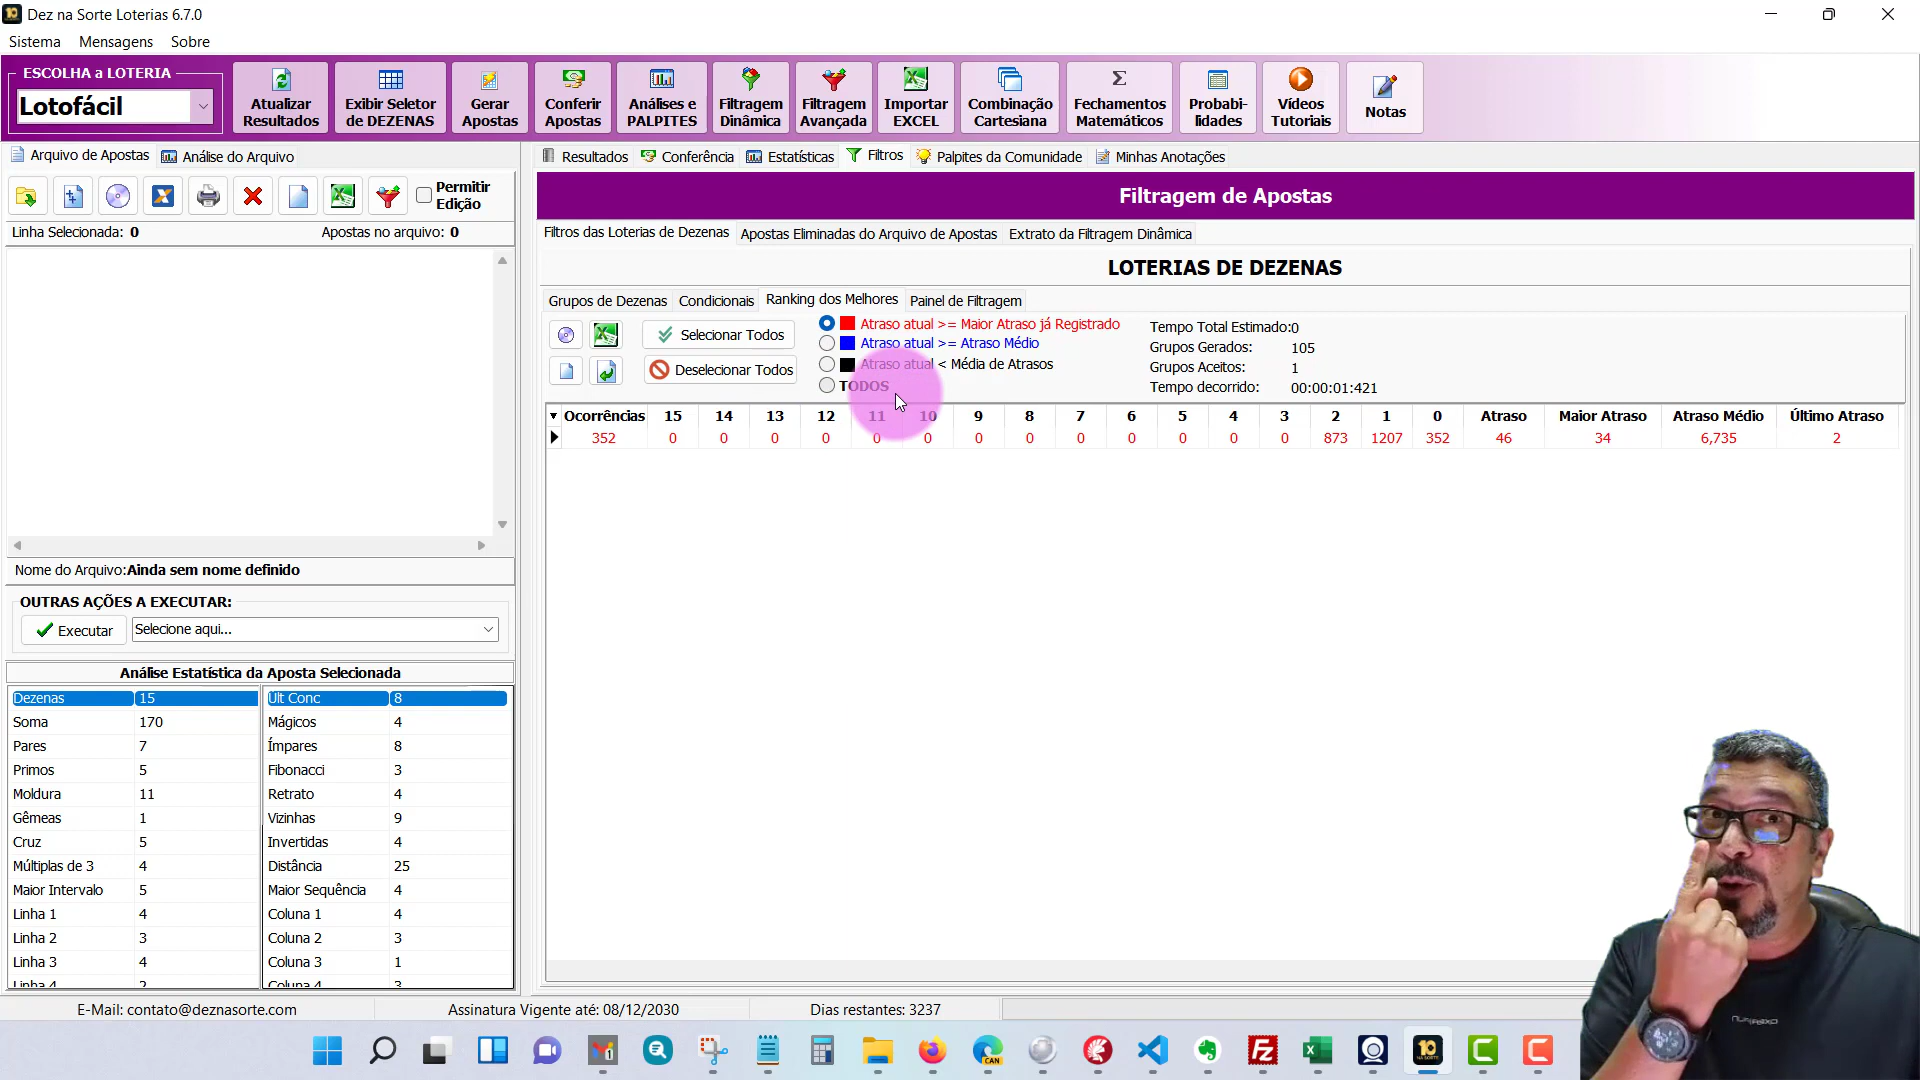 Dez na Sorte Loterias 6.7.0
Sistema Mensagens Sobre
ESCOLHA a LOTERIA
Lotofácil
Atualizar Resultados
Exibir Seletor de DEZENAS
Gerar Apostas
Conferir Apostas
Análises e PALPITES
Filtragem Dinâmica
Filtragem Avançada
Importar EXCEL
Combinação Cartesiana
Fechamentos Matemáticos
Probabi-lidades
Vídeos Tutoriais
Notas
Arquivo de Apostas Análise do Arquivo
Permitir Edição
Linha Selecionada: 0 Apostas no arquivo: 0
Nome do Arquivo:Ainda sem nome definido
OUTRAS AÇÕES A EXECUTAR:
Executar Selecione aqui...
Análise Estatística da Aposta Selecionada
Dezenas 15 Ult Conc 8
Soma 170 Mágicos 4
Pares 7 Ímpares 8
Primos 5 Fibonacci 3
Moldura 11 Retrato 4
Gêmeas 1 Vizinhas 9
Cruz 5 Invertidas 4
Múltiplas de 3 4 Distância 25
Maior Intervalo 5 Maior Sequência 4
Linha 1 4 Coluna 1 4
Linha 2 3 Coluna 2 3
Linha 3 4 Coluna 3 1
Linha 4 2 Coluna 4 3
Resultados Conferência Estatísticas Filtros Palpites da Comunidade Minhas Anotações
Filtragem de Apostas
Filtros das Loterias de Dezenas Apostas Eliminadas do Arquivo de Apostas Extrato da Filtragem Dinâmica
LOTERIAS DE DEZENAS
Grupos de Dezenas Condicionais Ranking dos Melhores Painel de Filtragem
Selecionar Todos
Deselecionar Todos
Atraso atual >= Maior Atraso já Registrado
Atraso atual >= Atraso Médio
Atraso atual < Média de Atrasos
TODOS
Tempo Total Estimado:0
Grupos Gerados: 105
Grupos Aceitos: 1
Tempo decorrido: 00:00:01:421
Ocorrências 15 14 13 12 11 10 9 8 7 6 5 4 3 2 1 0 Atraso Maior Atraso Atraso Médio Último Atraso
352 0 0 0 0 0 0 0 0 0 0 0 0 0 873 1207 352 46 34 6,735 2
E-Mail: contato@deznasorte.com Assinatura Vigente até: 08/12/2030 Dias restantes: 3237